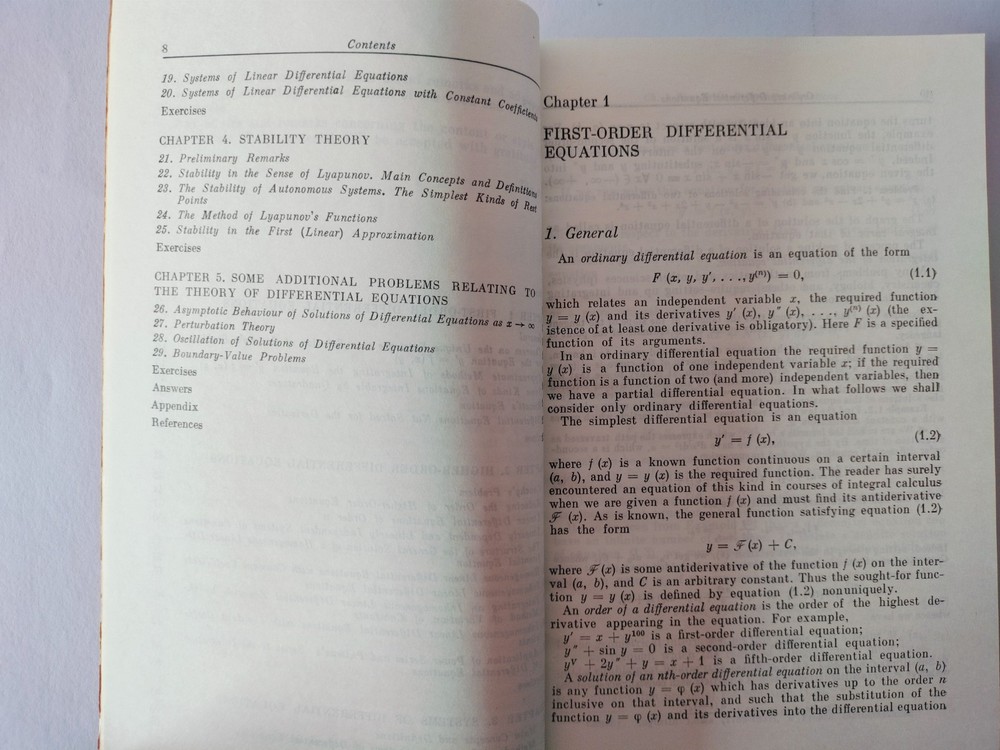 8
Contents
19. Systems of Linear Differential Equations
20. Systems of Linear Differential Equations with Constant Coefficients
Exercises
CHAPTER 4. STABILITY THEORY
21. Preliminary Remarks
22. Stability in the Sense of Lyapunov. Main Concepts and Definitions
23. The Stability of Autonomous Systems. The Simplest Kinds of Rest
Points
24. The Method of Lyapunov's Functions
25. Stability in the First (Linear) Approximation
Exercises
CHAPTER 5. SOME ADDITIONAL PROBLEMS RELATING TO
THE THEORY OF DIFFERENTIAL EQUATIONS
26. Asymptotic Behaviour of Solutions of Differential Equations as x → ∞
27. Perturbation Theory
28. Oscillation of Solutions of Differential Equations
29. Boundary-Value Problems
Exercises
Answers
Appendix
References
Chapter 1
FIRST-ORDER DIFFERENTIAL
EQUATIONS
1. General
An ordinary differential equation is an equation of the form
F (x, y, y′, . . ., y⁽ⁿ⁾) = 0, (1.1)
which relates an independent variable x, the required function
y = y (x) and its derivatives y′ (x), y″ (x), . . ., y⁽ⁿ⁾ (x) (the ex-
istence of at least one derivative is obligatory). Here F is a specified
function of its arguments.
In an ordinary differential equation the required function y =
y (x) is a function of one independent variable x; if the required
function is a function of two (and more) independent variables, then
we have a partial differential equation. In what follows we shall
consider only ordinary differential equations.
The simplest differential equation is an equation
y′ = f (x), (1.2)
where f (x) is a known function continuous on a certain interval
(a, b), and y = y (x) is the required function. The reader has surely
encountered an equation of this kind in courses of integral calculus
when we are given a function f (x) and must find its antiderivative
ℱ (x). As is known, the general function satisfying equation (1.2)
has the form
y = ℱ (x) + C,
where ℱ (x) is some antiderivative of the function f (x) on the inter-
val (a, b), and C is an arbitrary constant. Thus the sought-for func-
tion y = y (x) is defined by equation (1.2) nonuniquely.
An order of a differential equation is the order of the highest de-
rivative appearing in the equation. For example,
y′ = x + y¹⁰⁰ is a first-order differential equation;
y″ + sin y = 0 is a second-order differential equation;
yⱽ + 2y″ + y = x + 1 is a fifth-order differential equation.
A solution of an nth-order differential equation on the interval (a, b)
is any function y = φ (x) which has derivatives up to the order n
inclusive on that interval, and such that the substitution of the
function y = φ (x) and its derivatives into the differential equation